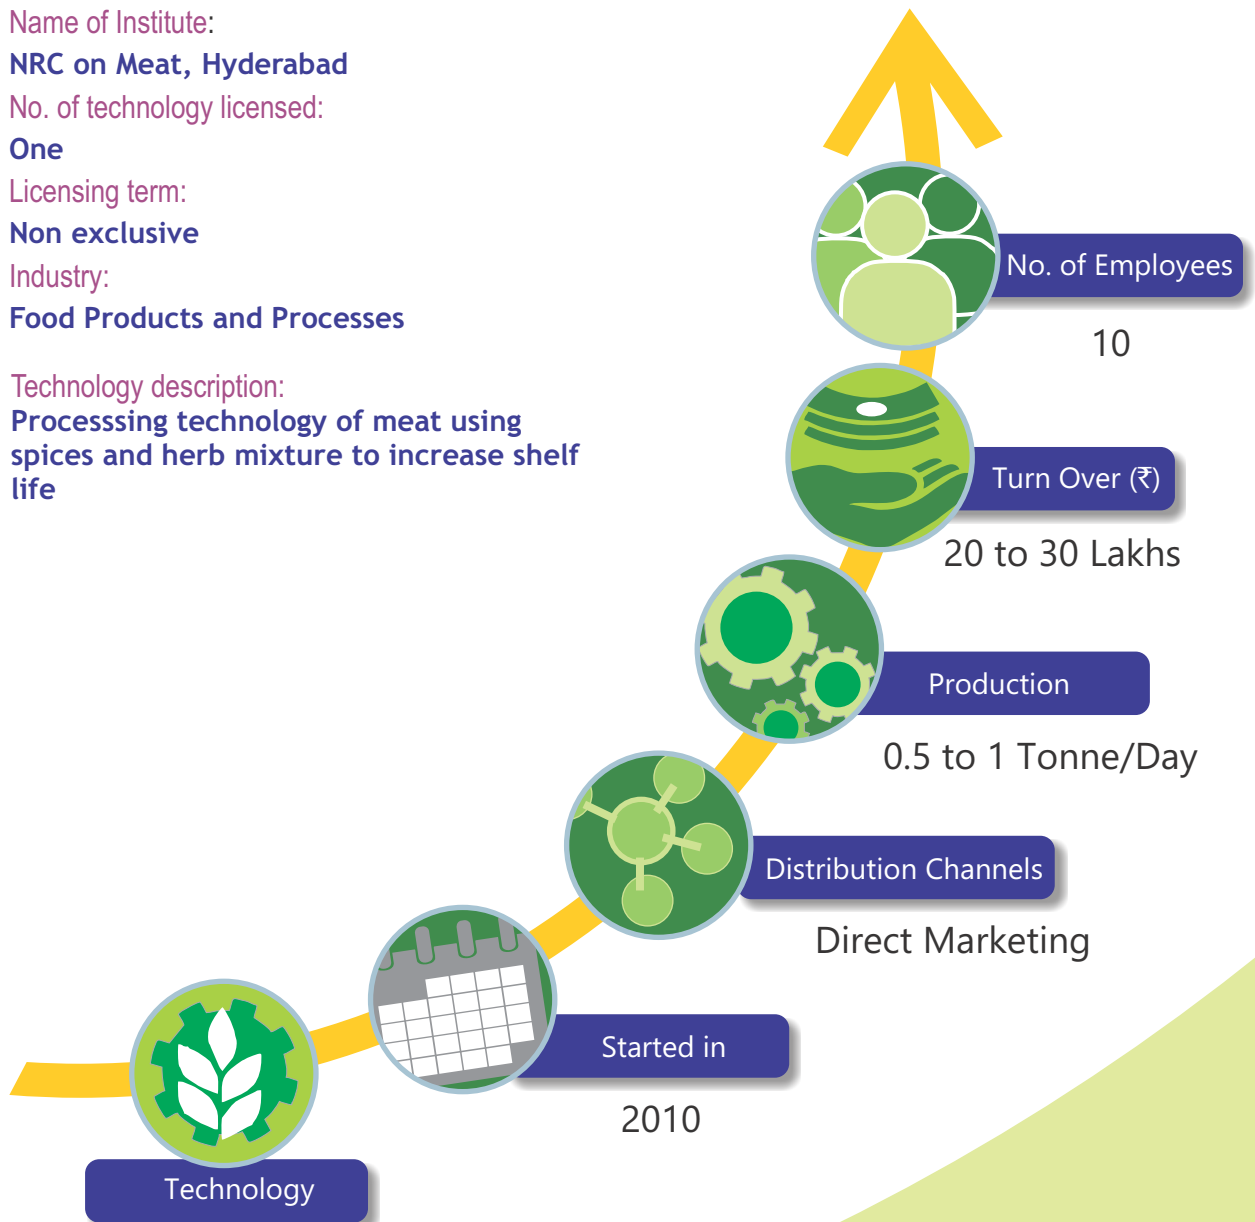 Name of Institute:
NRC on Meat, Hyderabad
No. of technology licensed:
One
Licensing term:
Non exclusive
Industry:
Food Products and Processes
Technology description:
Processsing technology of meat using
spices and herb mixture to increase shelf
life
No. of Employees
10
Turn Over (₹)
20 to 30 Lakhs
Production
0.5 to 1 Tonne/Day
Distribution Channels
Direct Marketing
Started in
2010
Technology